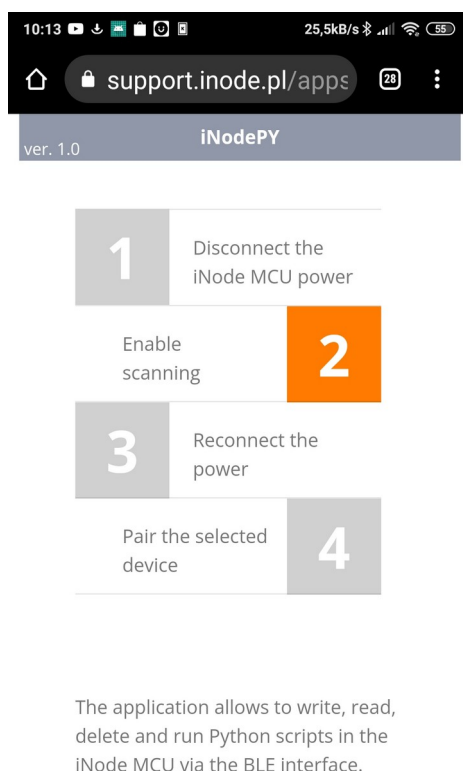 10:13 25,5kB/s 55
support.inode.pl/apps 28
iNodePY
ver. 1.0
1 Disconnect the
iNode MCU power
Enable
scanning 2
3 Reconnect the
power
Pair the selected
device 4
The application allows to write, read,
delete and run Python scripts in the
iNode MCU via the BLE interface.